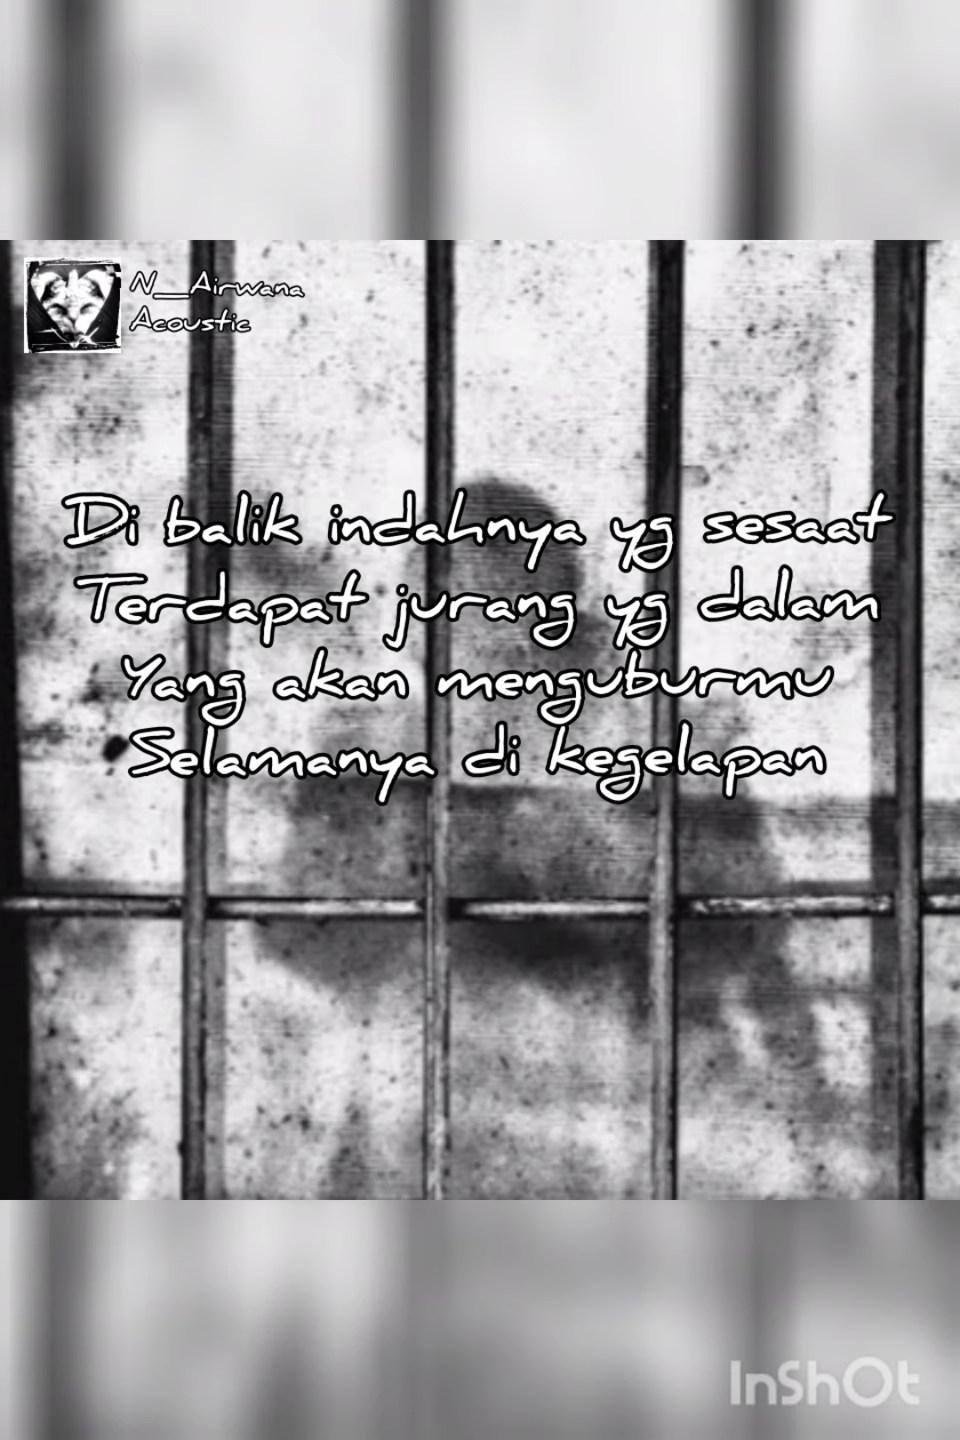 N__Airwana
Acoustic
Di balik indahnya yg sesaat
Terdapat jurang yg dalam
Yang akan menguburmu
Selamanya di kegelapan
InShOt